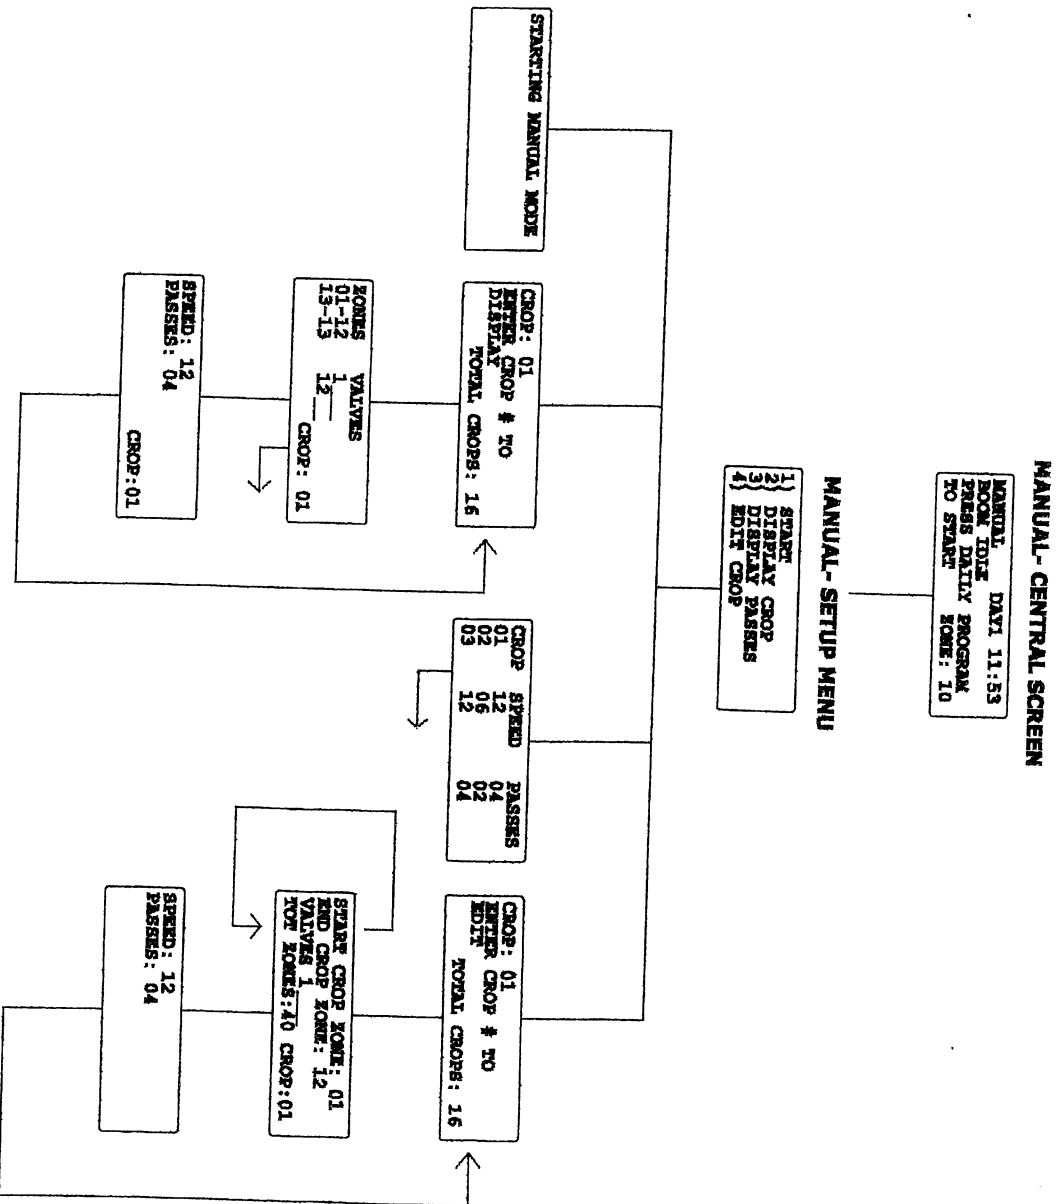 MANUAL- CENTRAL SCREEN
MANUAL
BOOM IDLE DAY1 11:53
PRESS DAILY PROGRAM
TO START ZONE: 10
MANUAL- SETUP MENU
1) START
2) DISPLAY CROP
3) DISPLAY PASSES
4) EDIT CROP
STARTING MANUAL MODE
CROP: 01
ENTER CROP # TO
DISPLAY
TOTAL CROPS: 16
ZONES VALVES
01-12 1__
13-13 12__
CROP: 01
SPEED: 12
PASSES: 04
CROP:01
CROP SPEED PASSES
01 12 04
02 06 02
03 12 04
CROP: 01
ENTER CROP # TO
EDIT
TOTAL CROPS: 16
START CROP ZONE: 01
END CROP ZONE: 12
VALVES 1__
TOT ZONES:40 CROP:01
SPEED: 12
PASSES: 04